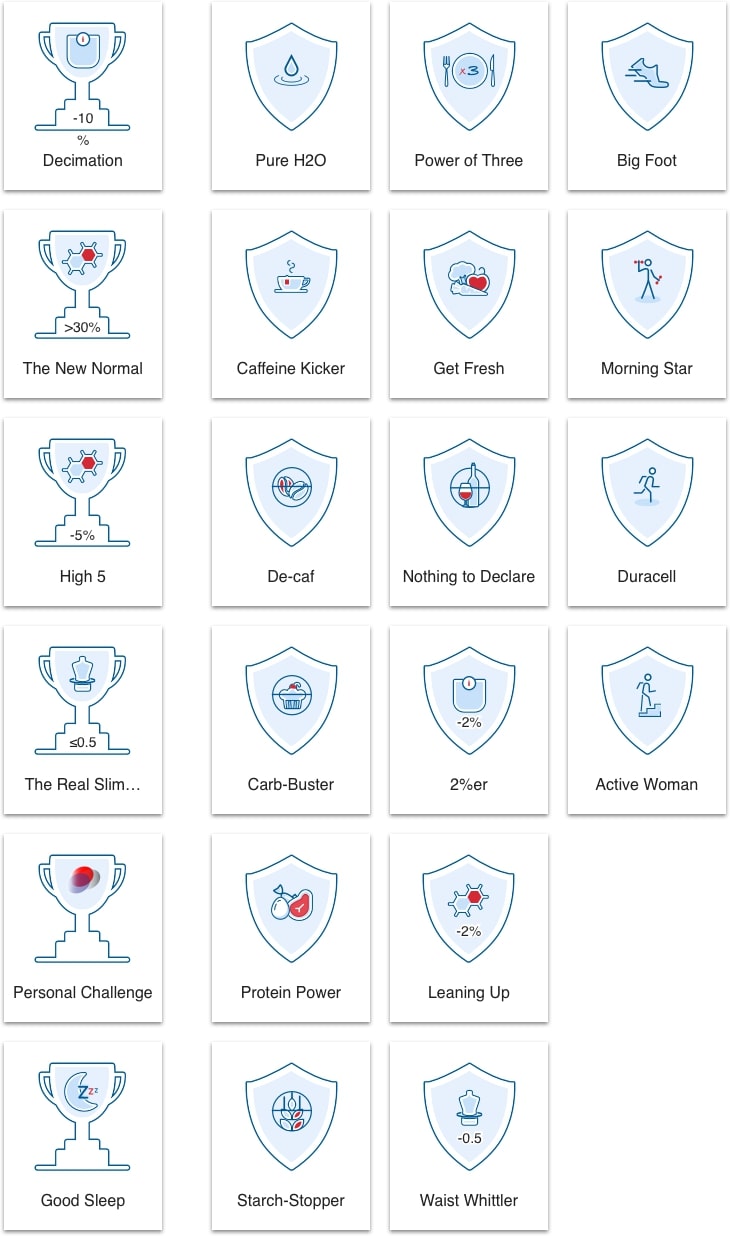 -10
%
Decimation
Pure H2O
x3
Power of Three
Big Foot
>30%
The New Normal
Caffeine Kicker
Get Fresh
Morning Star
-5%
High 5
De-caf
Nothing to Declare
Duracell
≤0.5
The Real Slim…
Carb-Buster
-2%
2%er
Active Woman
Personal Challenge
Protein Power
-2%
Leaning Up
Zzz
Good Sleep
Starch-Stopper
-0.5
Waist Whittler